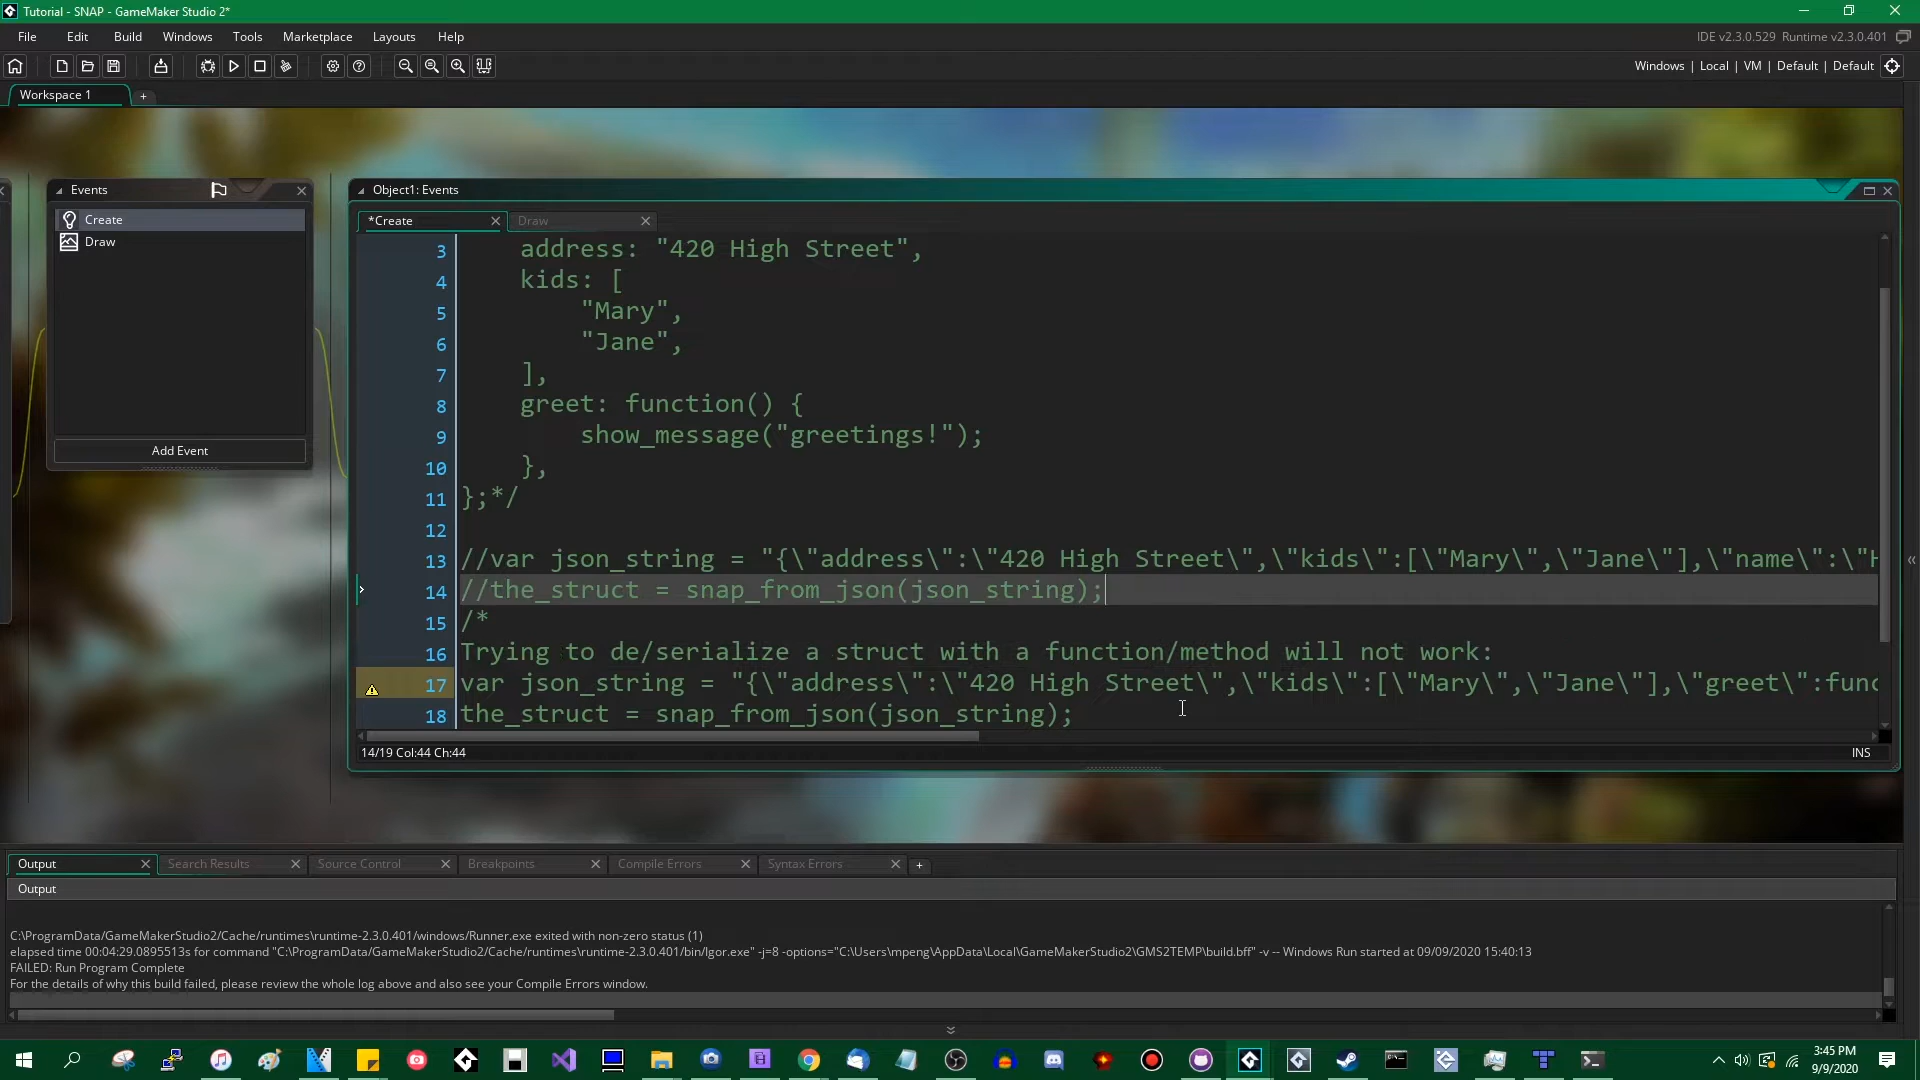 Tutorial - SNAP - GameMaker Studio 2*
File Edit Build Windows Tools Marketplace Layouts Help
IDE v2.3.0.529 Runtime v2.3.0.401
Windows | Local | VM | Default | Default
Workspace 1 +
Events
Create
Draw
Add Event
Object1: Events
*Create Draw
3 address: "420 High Street",
4 kids: [
5 "Mary",
6 "Jane",
7 ],
8 greet: function() {
9 show_message("greetings!");
10 },
11 };*/
12
13 //var json_string = "{\"address\":\"420 High Street\",\"kids\":[\"Mary\",\"Jane\"],\"name\":\"H
14 //the_struct = snap_from_json(json_string);
15 /*
16 Trying to de/serialize a struct with a function/method will not work:
17 var json_string = "{\"address\":\"420 High Street\",\"kids\":[\"Mary\",\"Jane\"],\"greet\":func
18 the_struct = snap_from_json(json_string);
14/19 Col:44 Ch:44
INS
Output Search Results Source Control Breakpoints Compile Errors Syntax Errors +
Output
C:\ProgramData/GameMakerStudio2/Cache/runtimes\runtime-2.3.0.401/windows/Runner.exe exited with non-zero status (1)
elapsed time 00:04:29.0895513s for command "C:\ProgramData/GameMakerStudio2/Cache/runtimes\runtime-2.3.0.401/bin/Igor.exe" -j=8 -options="C:\Users\mpeng\AppData\Local\GameMakerStudio2\GMS2TEMP\build.bff" -v -- Windows Run started at 09/09/2020 15:40:13
FAILED: Run Program Complete
For the details of why this build failed, please review the whole log above and also see your Compile Errors window.
3:45 PM
9/9/2020